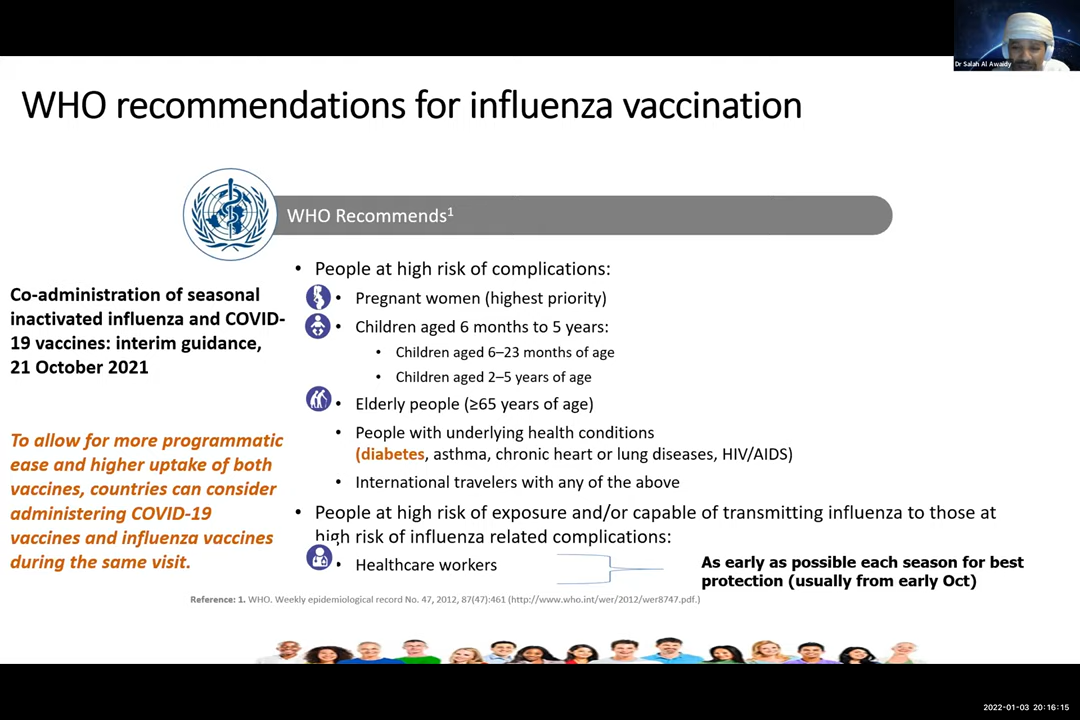 Dr Salah Al Awaidy
WHO recommendations for influenza vaccination
WHO Recommends1
Co-administration of seasonal
inactivated influenza and COVID-
19 vaccines: interim guidance,
21 October 2021
To allow for more programmatic
ease and higher uptake of both
vaccines, countries can consider
administering COVID-19
vaccines and influenza vaccines
during the same visit.
• People at high risk of complications:
• Pregnant women (highest priority)
• Children aged 6 months to 5 years:
• Children aged 6–23 months of age
• Children aged 2–5 years of age
• Elderly people (≥65 years of age)
• People with underlying health conditions
(diabetes, asthma, chronic heart or lung diseases, HIV/AIDS)
• International travelers with any of the above
• People at high risk of exposure and/or capable of transmitting influenza to those at
high risk of influenza related complications:
• Healthcare workers
As early as possible each season for best
protection (usually from early Oct)
Reference: 1. WHO. Weekly epidemiological record No. 47, 2012, 87(47):461 (http://www.who.int/wer/2012/wer8747.pdf.)
2022-01-03 20:16:15